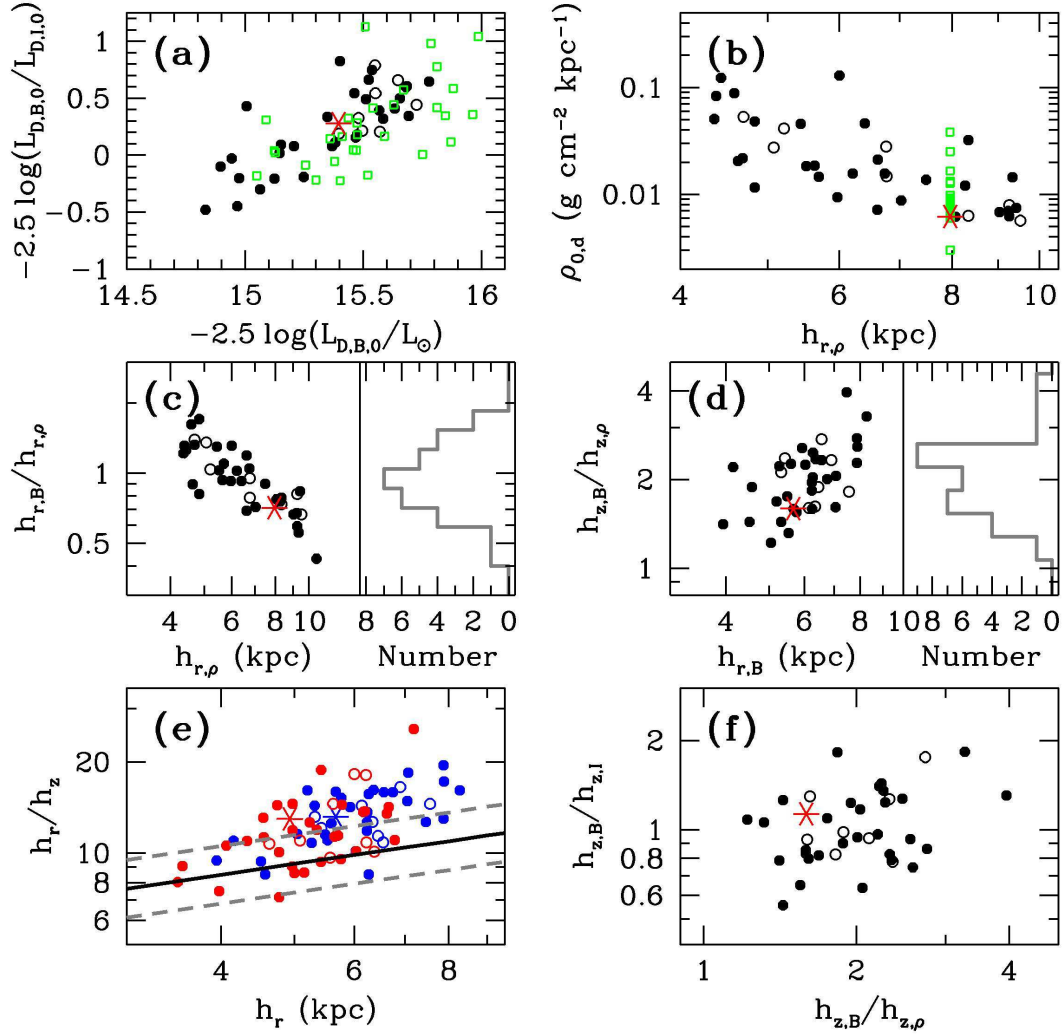 (a)
−2.5 log(L_D,B,0/L_D,I,0)
1
0.5
0
−0.5
−1
14.5 15 15.5 16
−2.5 log(L_D,B,0/L_⊙)
(b)
ρ_0,d (g cm^−2 kpc^−1)
0.1
0.01
4 6 8 10
h_r,ρ (kpc)
(c)
h_r,B/h_r,ρ
1
0.5
4 6 8 10
h_r,ρ (kpc)
8 6 4 2 0
Number
(d)
h_z,B/h_z,ρ
4
2
1
4 6 8 10
h_r,B (kpc)
8 6 4 2 0
Number
(e)
h_r/h_z
20
10
8
6
4 6 8
h_r (kpc)
(f)
h_z,B/h_z,I
2
1
0.8
0.6
1 2 4
h_z,B/h_z,ρ